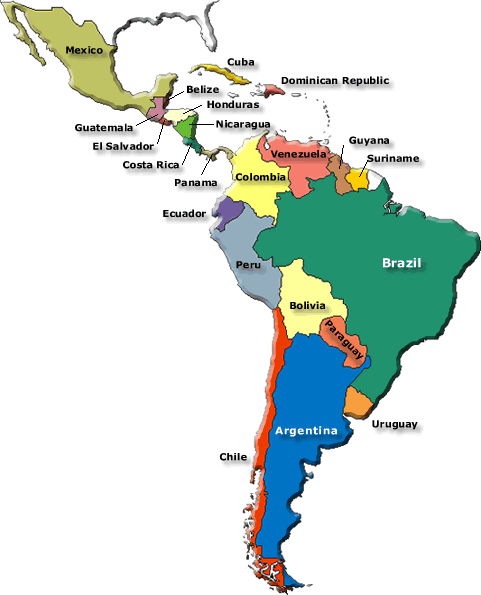 Mexico
Cuba
Dominican Republic
Belize
Honduras
Guatemala
Nicaragua
El Salvador
Costa Rica
Panama
Guyana
Venezuela
Suriname
Colombia
Ecuador
Brazil
Peru
Bolivia
Paraguay
Uruguay
Argentina
Chile